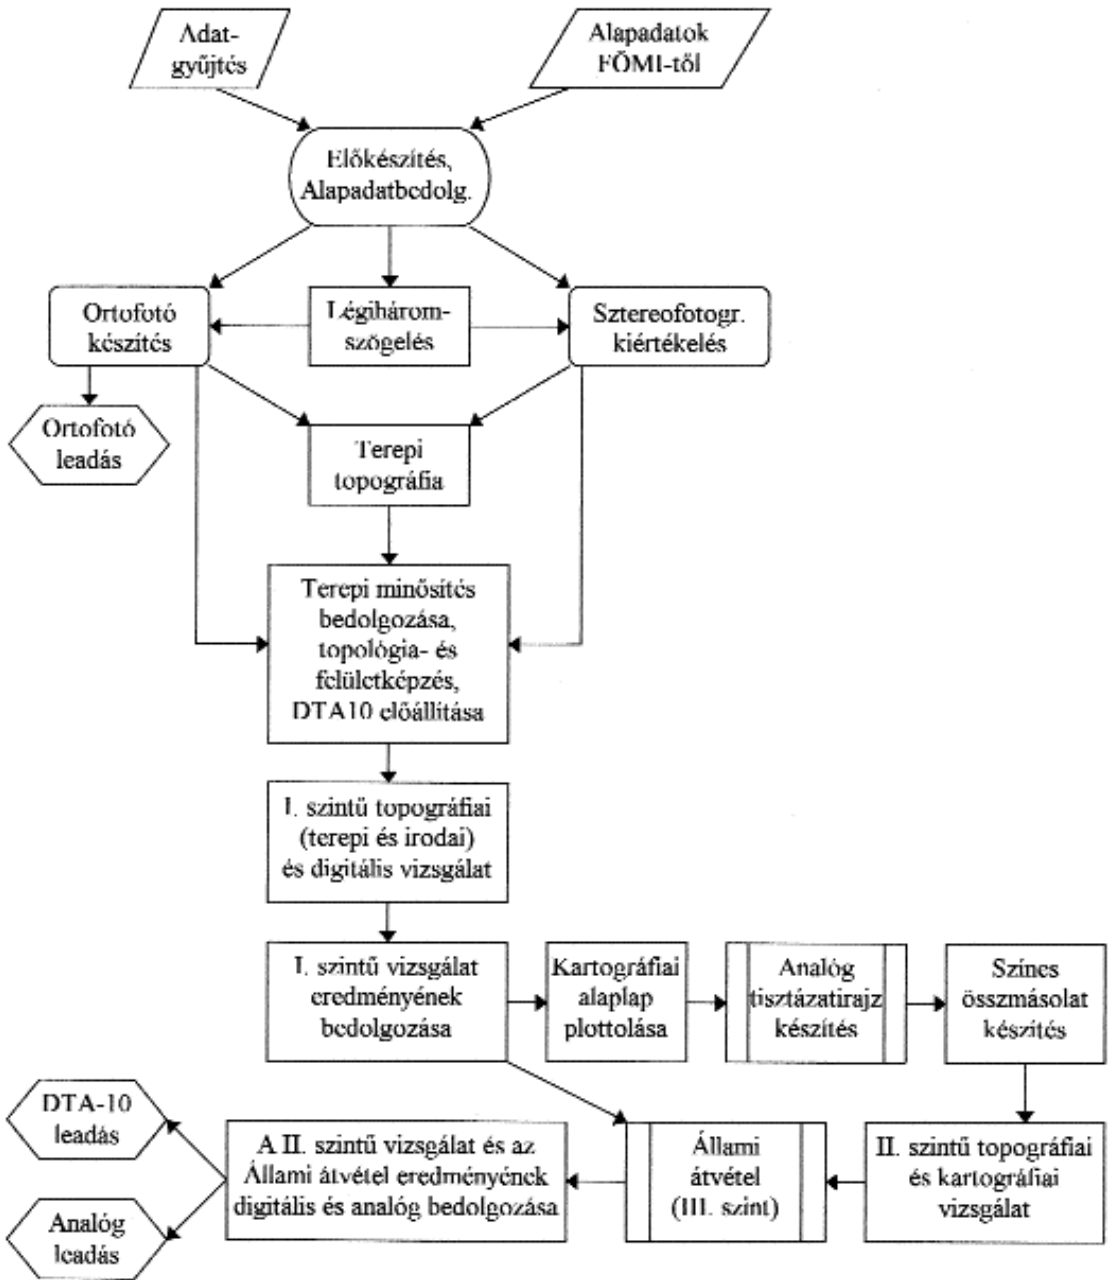 Adat-
gyűjtés
Alapadatok
FÖMI-től
Előkészítés,
Alapadatbedolg.
Ortofotó
készítés
Légihárom-
szögelés
Sztereofotogr.
kiértékelés
Ortofotó
leadás
Terepi
topográfia
Terepi minősítés
bedolgozása,
topológia- és
felületképzés,
DTA10 előállítása
I. szintű topográfiai
(terepi és irodai)
és digitális vizsgálat
I. szintű vizsgálat
eredményének
bedolgozása
Kartográfiai
alaplap
plottolása
Analóg
tisztázatirajz
készítés
Színes
összmásolat
készítés
DTA-10
leadás
Analóg
leadás
A II. szintű vizsgálat és az
Állami átvétel eredményének
digitális és analóg bedolgozása
Állami
átvétel
(III. szint)
II. szintű topográfiai
és kartográfiai
vizsgálat